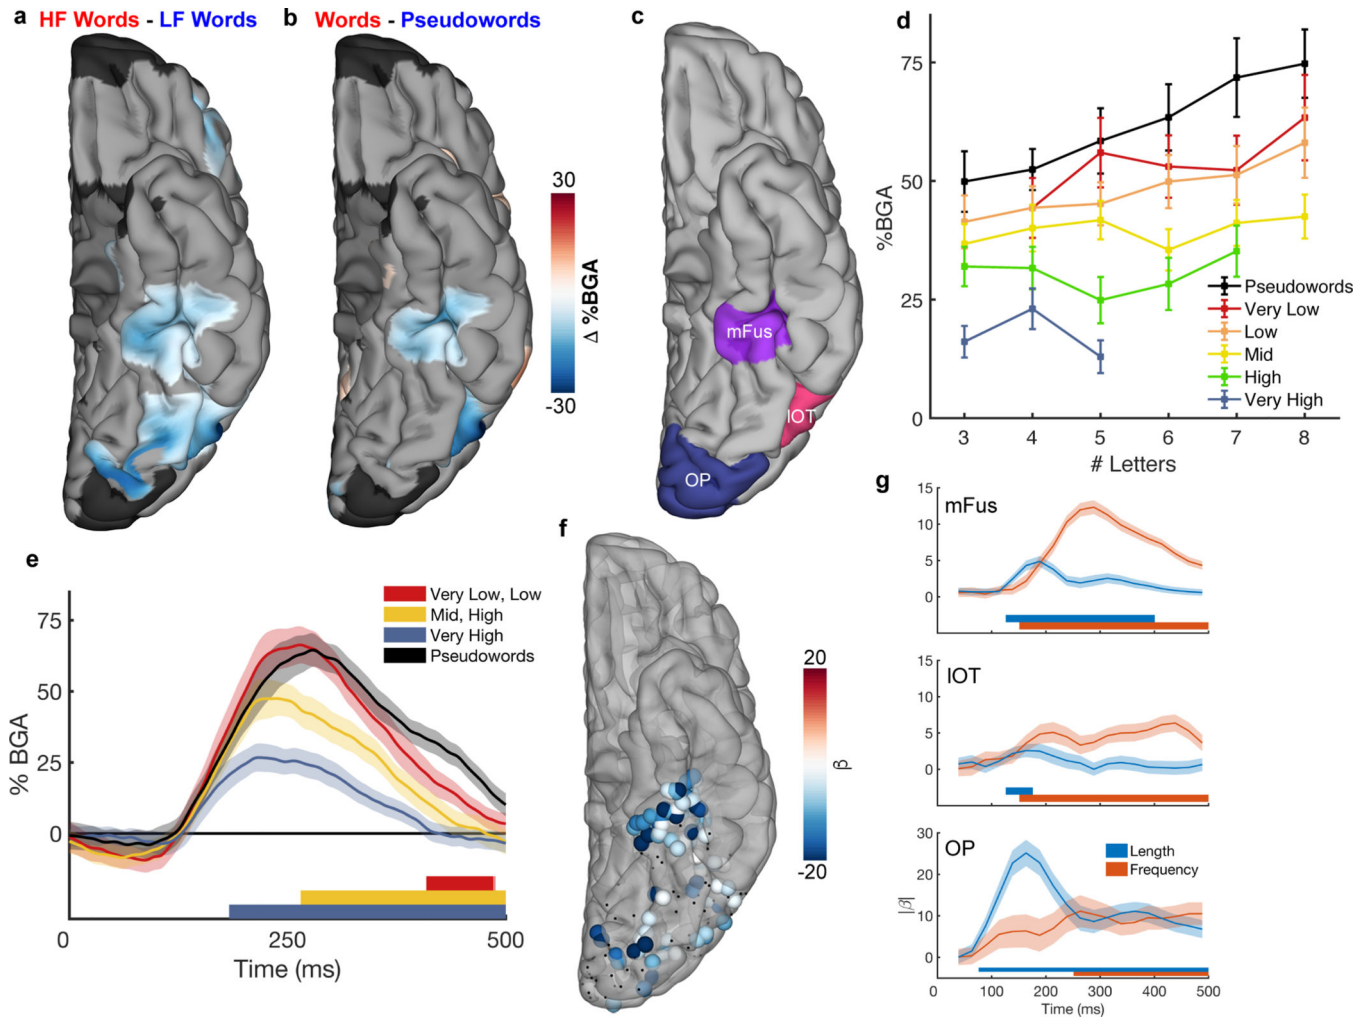 a HF Words - LF Words
b Words - Pseudowords
30
Δ %BGA
-30
c
mFus
IOT
OP
d
%BGA
75
50
25
0
3 4 5 6 7 8
# Letters
Pseudowords
Very Low
Low
Mid
High
Very High
e
% BGA
75
50
25
0
0 250 500
Time (ms)
Very Low, Low
Mid, High
Very High
Pseudowords
f
20
β
-20
g
mFus
15
10
5
0
IOT
15
10
5
0
OP
30
20
10
0
|β|
Length
Frequency
0 100 200 300 400 500
Time (ms)